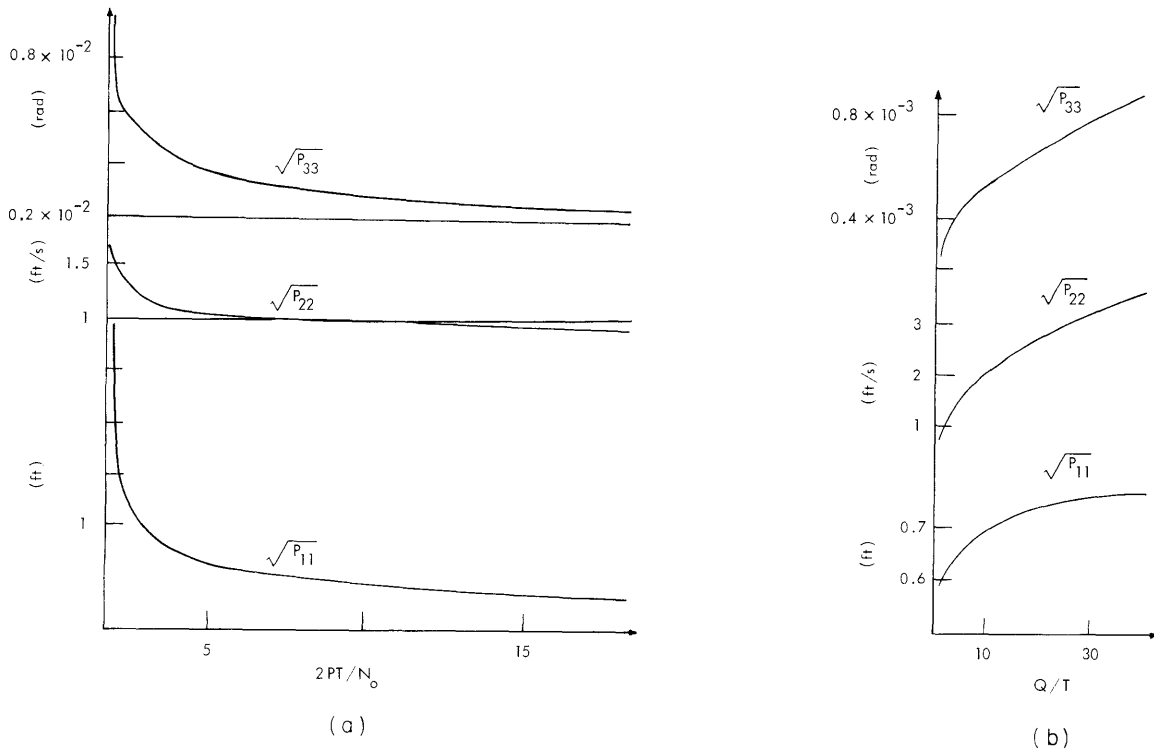 0.8 × 10⁻²
(rad)
√P₃₃
0.2 × 10⁻²
(ft/s)
1.5
√P₂₂
1
(ft)
1
√P₁₁
5
10
15
2PT/Nₒ
(a)
√P₃₃
0.8 × 10⁻³
(rad)
0.4 × 10⁻³
√P₂₂
3
2
(ft/s)
1
√P₁₁
0.7
(ft)
0.6
10
30
Q/T
(b)